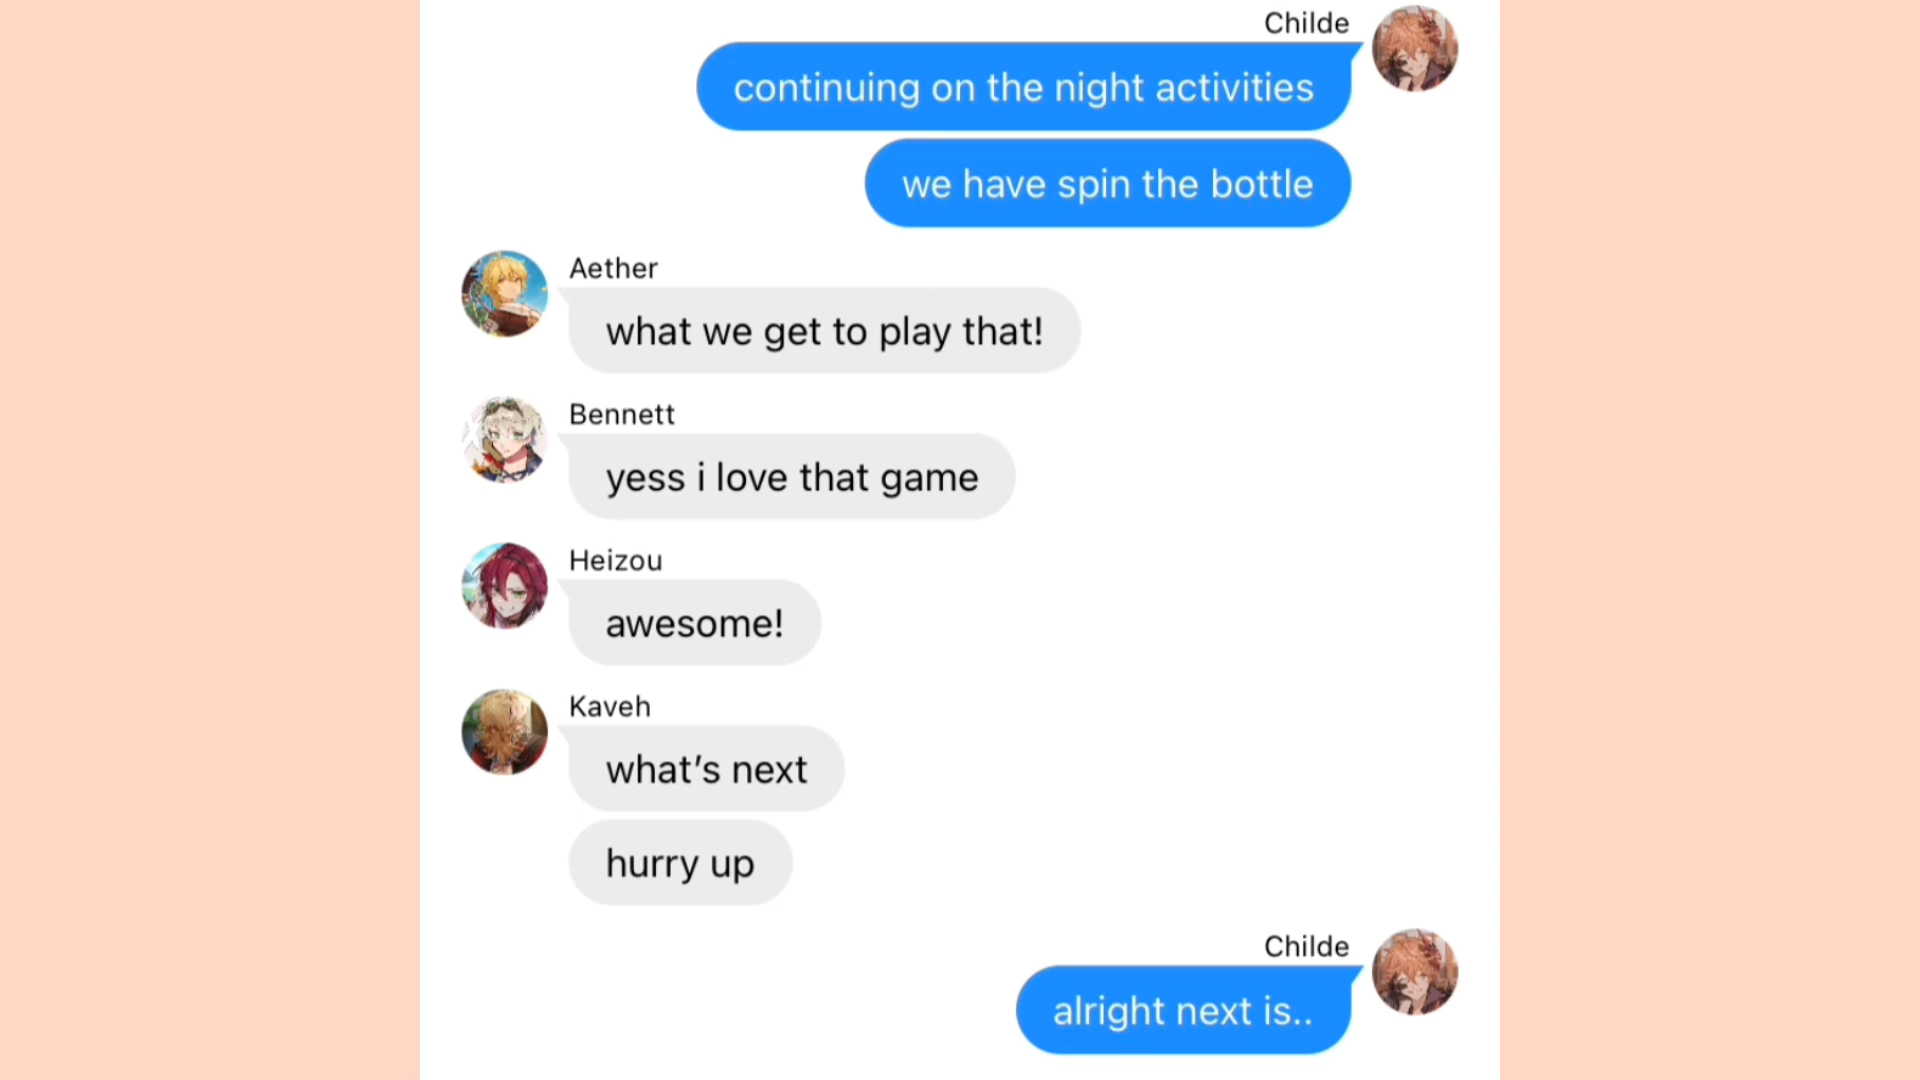 Childe
continuing on the night activities
we have spin the bottle
Aether
what we get to play that!
Bennett
yess i love that game
Heizou
awesome!
Kaveh
what’s next
hurry up
Childe
alright next is..